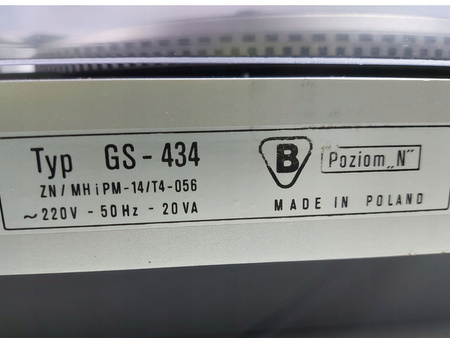 Typ GS-434 B Poziom „N"
ZN/MHiPM-14/T4-056
~220V - 50Hz - 20VA MADE IN POLAND